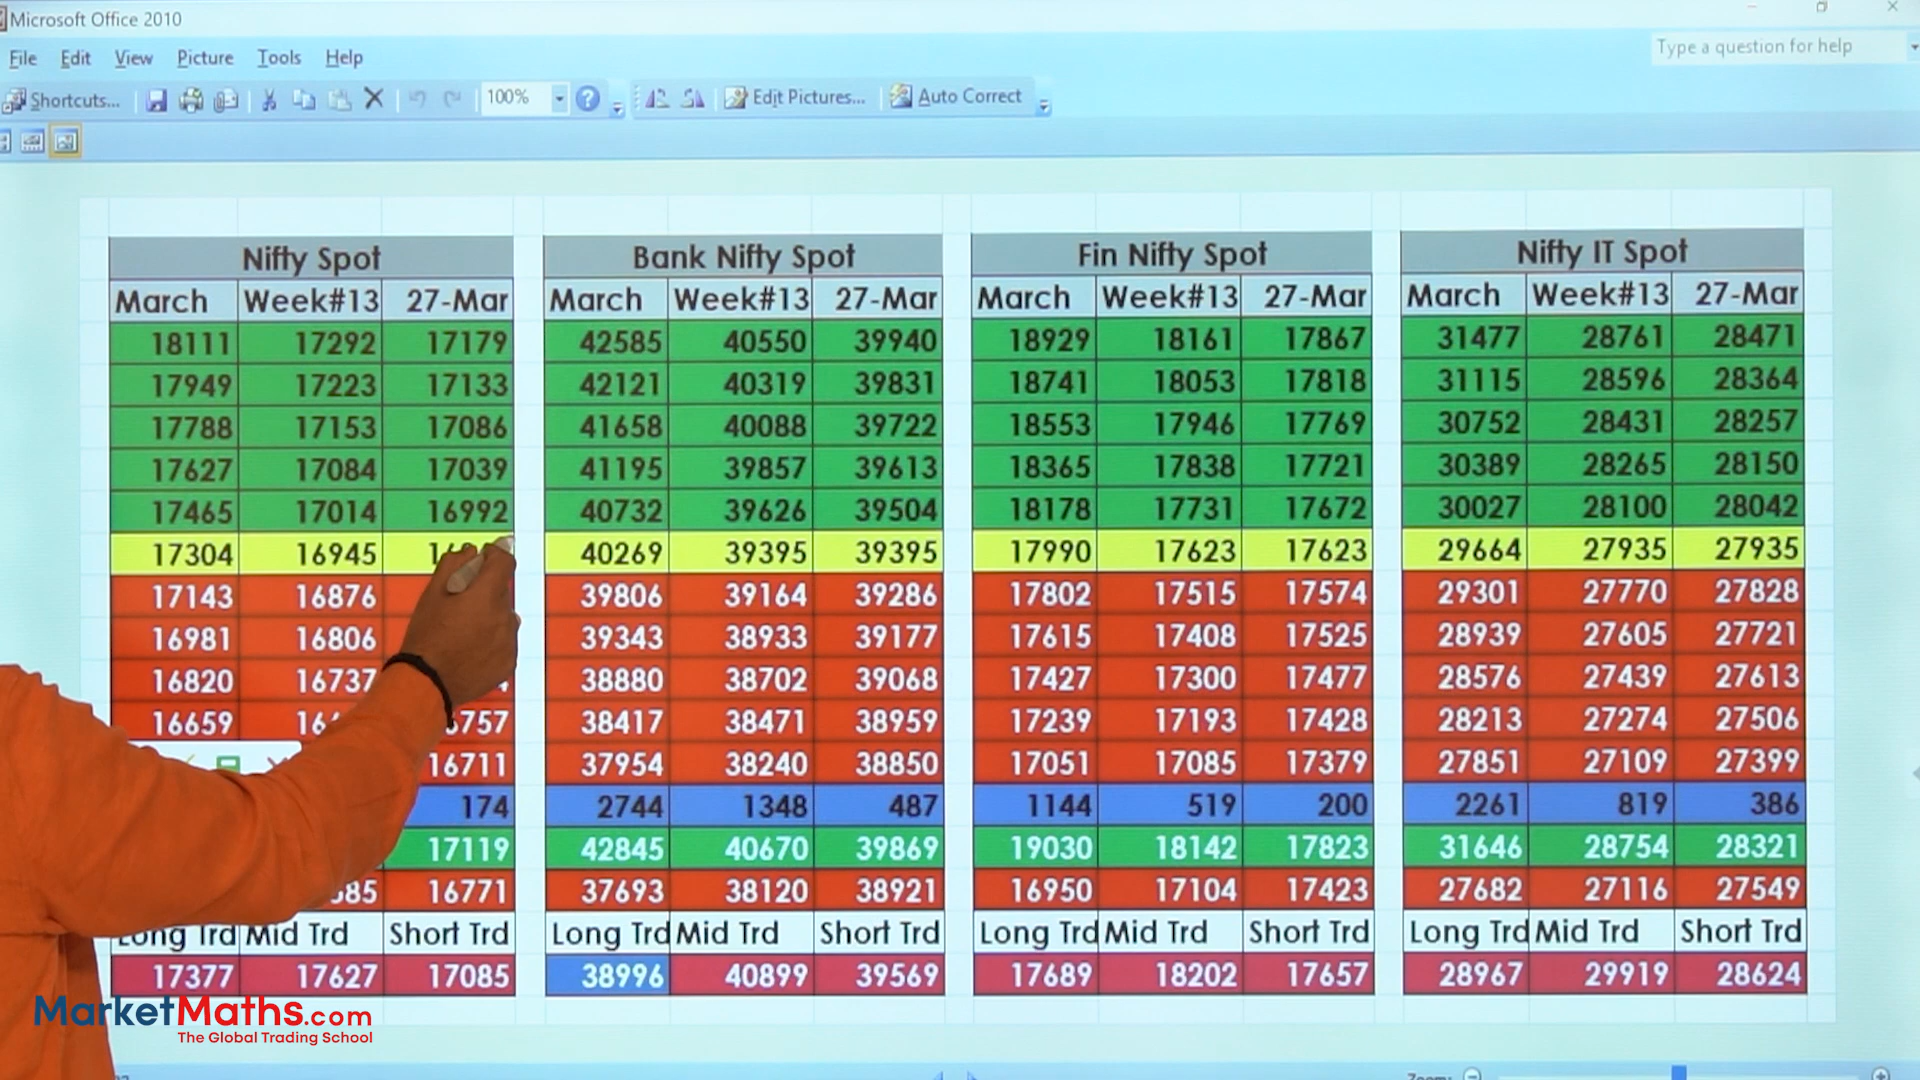 Microsoft Office 2010
File Edit View Picture Tools Help
Type a question for help
Shortcuts... 100% Edit Pictures... Auto Correct
Nifty Spot Bank Nifty Spot Fin Nifty Spot Nifty IT Spot
March Week#13 27-Mar March Week#13 27-Mar March Week#13 27-Mar March Week#13 27-Mar
18111 17292 17179 42585 40550 39940 18929 18161 17867 31477 28761 28471
17949 17223 17133 42121 40319 39831 18741 18053 17818 31115 28596 28364
17788 17153 17086 41658 40088 39722 18553 17946 17769 30752 28431 28257
17627 17084 17039 41195 39857 39613 18365 17838 17721 30389 28265 28150
17465 17014 16992 40732 39626 39504 18178 17731 17672 30027 28100 28042
17304 16945 40269 39395 39395 17990 17623 17623 29664 27935 27935
17143 16876 39806 39164 39286 17802 17515 17574 29301 27770 27828
16981 16806 39343 38933 39177 17615 17408 17525 28939 27605 27721
16820 16737 38880 38702 39068 17427 17300 17477 28576 27439 27613
16659 38417 38471 38959 17239 17193 17428 28213 27274 27506
16711 37954 38240 38850 17051 17085 17379 27851 27109 27399
174 2744 1348 487 1144 519 200 2261 819 386
17119 42845 40670 39869 19030 18142 17823 31646 28754 28321
16771 37693 38120 38921 16950 17104 17423 27682 27116 27549
Long Trd Mid Trd Short Trd Long Trd Mid Trd Short Trd Long Trd Mid Trd Short Trd Long Trd Mid Trd Short Trd
17377 17627 17085 38996 40899 39569 17689 18202 17657 28967 29919 28624
MarketMaths.com
The Global Trading School